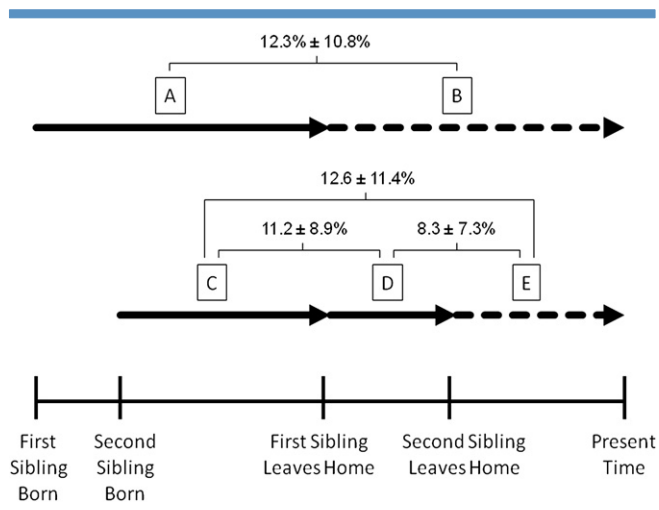 12.3% ± 10.8%
A
B
12.6 ± 11.4%
11.2 ± 8.9%
8.3 ± 7.3%
C
D
E
First
Sibling
Born
Second
Sibling
Born
First Sibling
Leaves Home
Second Sibling
Leaves Home
Present
Time